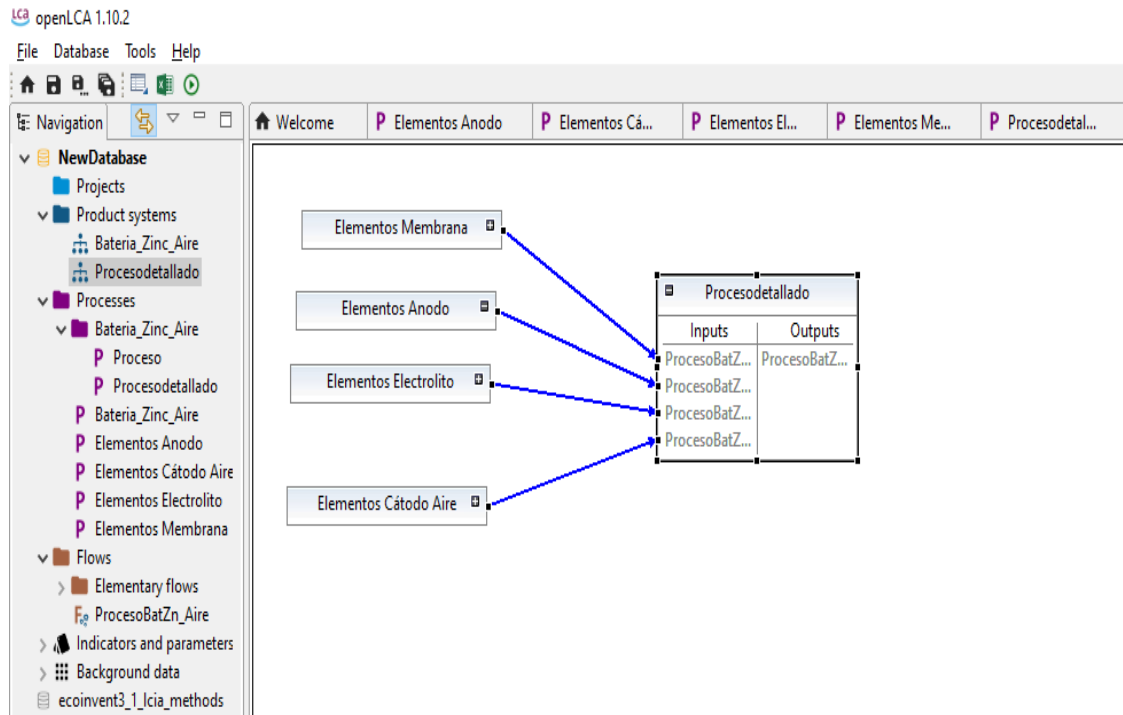 LCA openLCA 1.10.2
File Database Tools Help
Navigation
Welcome P Elementos Anodo P Elementos Cá... P Elementos El... P Elementos Me... P Procesodetal...
NewDatabase
Projects
Product systems
Bateria_Zinc_Aire
Procesodetallado
Processes
Bateria_Zinc_Aire
P Proceso
P Procesodetallado
P Bateria_Zinc_Aire
P Elementos Anodo
P Elementos Cátodo Aire
P Elementos Electrolito
P Elementos Membrana
Flows
Elementary flows
ProcesoBatZn_Aire
Indicators and parameters
Background data
ecoinvent3_1_lcia_methods
Elementos Membrana
Elementos Anodo
Elementos Electrolito
Elementos Cátodo Aire
Procesodetallado
Inputs Outputs
ProcesoBatZ... ProcesoBatZ...
ProcesoBatZ...
ProcesoBatZ...
ProcesoBatZ...